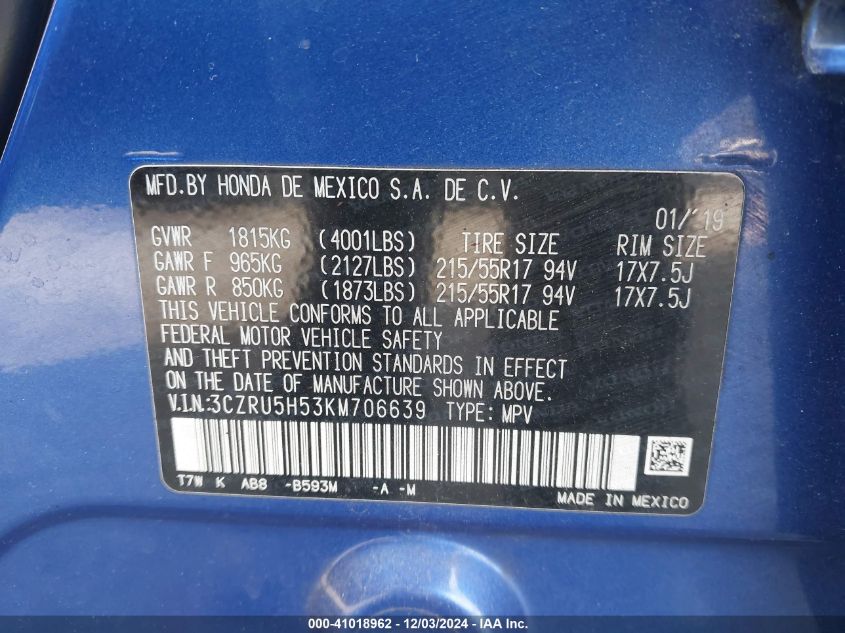 MFD.BY HONDA DE MEXICO S.A. DE C.V.
01/'19
GVWR 1815KG (4001LBS) TIRE SIZE RIM SIZE
GAWR F 965KG (2127LBS) 215/55R17 94V 17X7.5J
GAWR R 850KG (1873LBS) 215/55R17 94V 17X7.5J
THIS VEHICLE CONFORMS TO ALL APPLICABLE
FEDERAL MOTOR VEHICLE SAFETY
AND THEFT PREVENTION STANDARDS IN EFFECT
ON THE DATE OF MANUFACTURE SHOWN ABOVE.
V.I.N:3CZRU5H53KM706639 TYPE: MPV
T7W K AB8 -B593M -A -M
MADE IN MEXICO
000-41018962 - 12/03/2024 - IAA Inc.